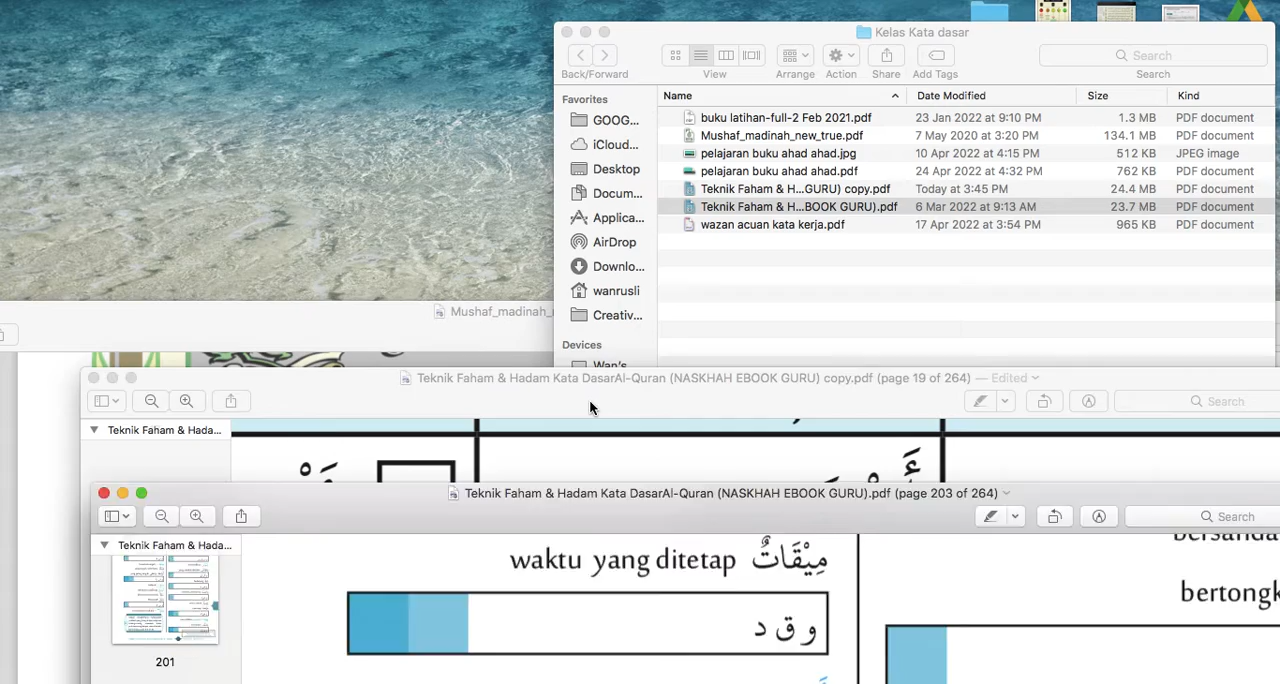 Kelas Kata dasar
Search
Back/Forward View Arrange Action Share Add Tags Search
Favorites
GOOG...
iCloud...
Desktop
Docum...
Applica...
AirDrop
Downlo...
wanrusli
Creativ...
Devices
Wan's
Name Date Modified Size Kind
buku latihan-full-2 Feb 2021.pdf 23 Jan 2022 at 9:10 PM 1.3 MB PDF document
Mushaf_madinah_new_true.pdf 7 May 2020 at 3:20 PM 134.1 MB PDF document
pelajaran buku ahad ahad.jpg 10 Apr 2022 at 4:15 PM 512 KB JPEG image
pelajaran buku ahad ahad.pdf 24 Apr 2022 at 4:32 PM 762 KB PDF document
Teknik Faham & H...GURU) copy.pdf Today at 3:45 PM 24.4 MB PDF document
Teknik Faham & H...BOOK GURU).pdf 6 Mar 2022 at 9:13 AM 23.7 MB PDF document
wazan acuan kata kerja.pdf 17 Apr 2022 at 3:54 PM 965 KB PDF document
Mushaf_madinah_
Teknik Faham & Hadam Kata DasarAl-Quran (NASKHAH EBOOK GURU) copy.pdf (page 19 of 264) — Edited
Search
Teknik Faham & Hada...
Teknik Faham & Hadam Kata DasarAl-Quran (NASKHAH EBOOK GURU).pdf (page 203 of 264)
Search
Teknik Faham & Hada...
201
waktu yang ditetap مِيْقَاتٌ
و ق د